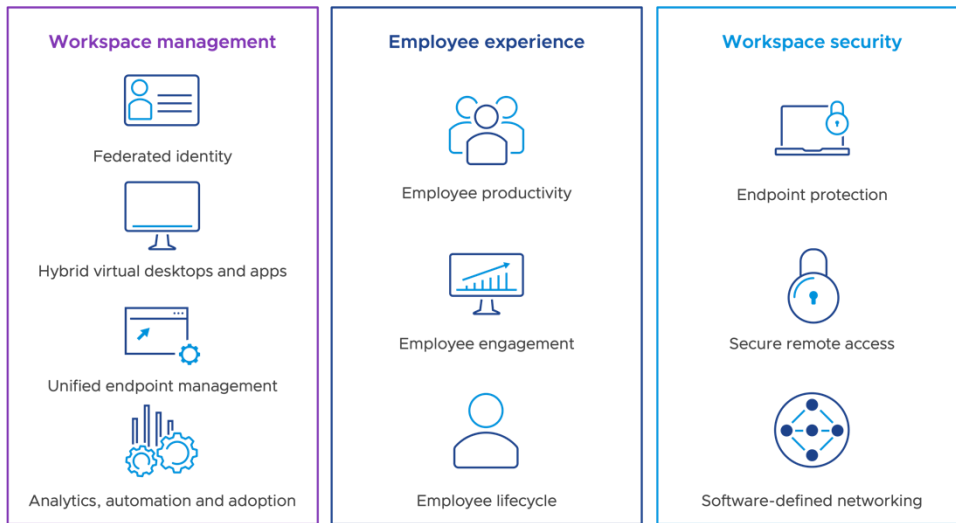 Workspace management
Federated identity
Hybrid virtual desktops and apps
Unified endpoint management
Analytics, automation and adoption
Employee experience
Employee productivity
Employee engagement
Employee lifecycle
Workspace security
Endpoint protection
Secure remote access
Software-defined networking